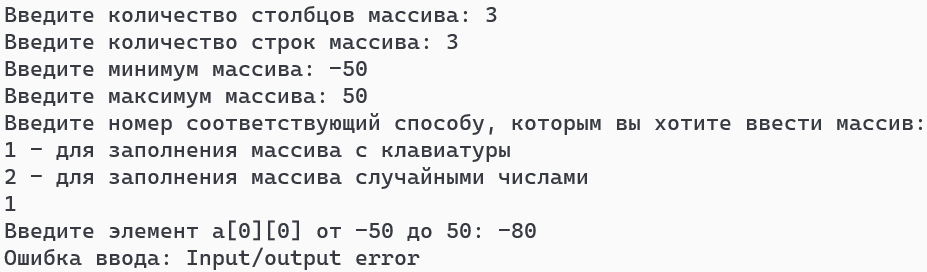 Введите количество столбцов массива: 3
Введите количество строк массива: 3
Введите минимум массива: −50
Введите максимум массива: 50
Введите номер соответствующий способу, которым вы хотите ввести массив:
1 − для заполнения массива с клавиатуры
2 − для заполнения массива случайными числами
1
Введите элемент a[0][0] от −50 до 50: −80
Ошибка ввода: Input/output error